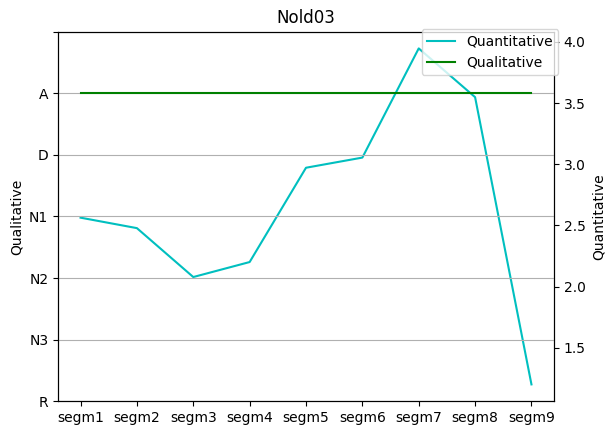 Nold03
Quantitative
Qualitative
Qualitative
A
D
N1
N2
N3
R
4.0
3.5
3.0
2.5
2.0
1.5
Quantitative
segm1 segm2 segm3 segm4 segm5 segm6 segm7 segm8 segm9